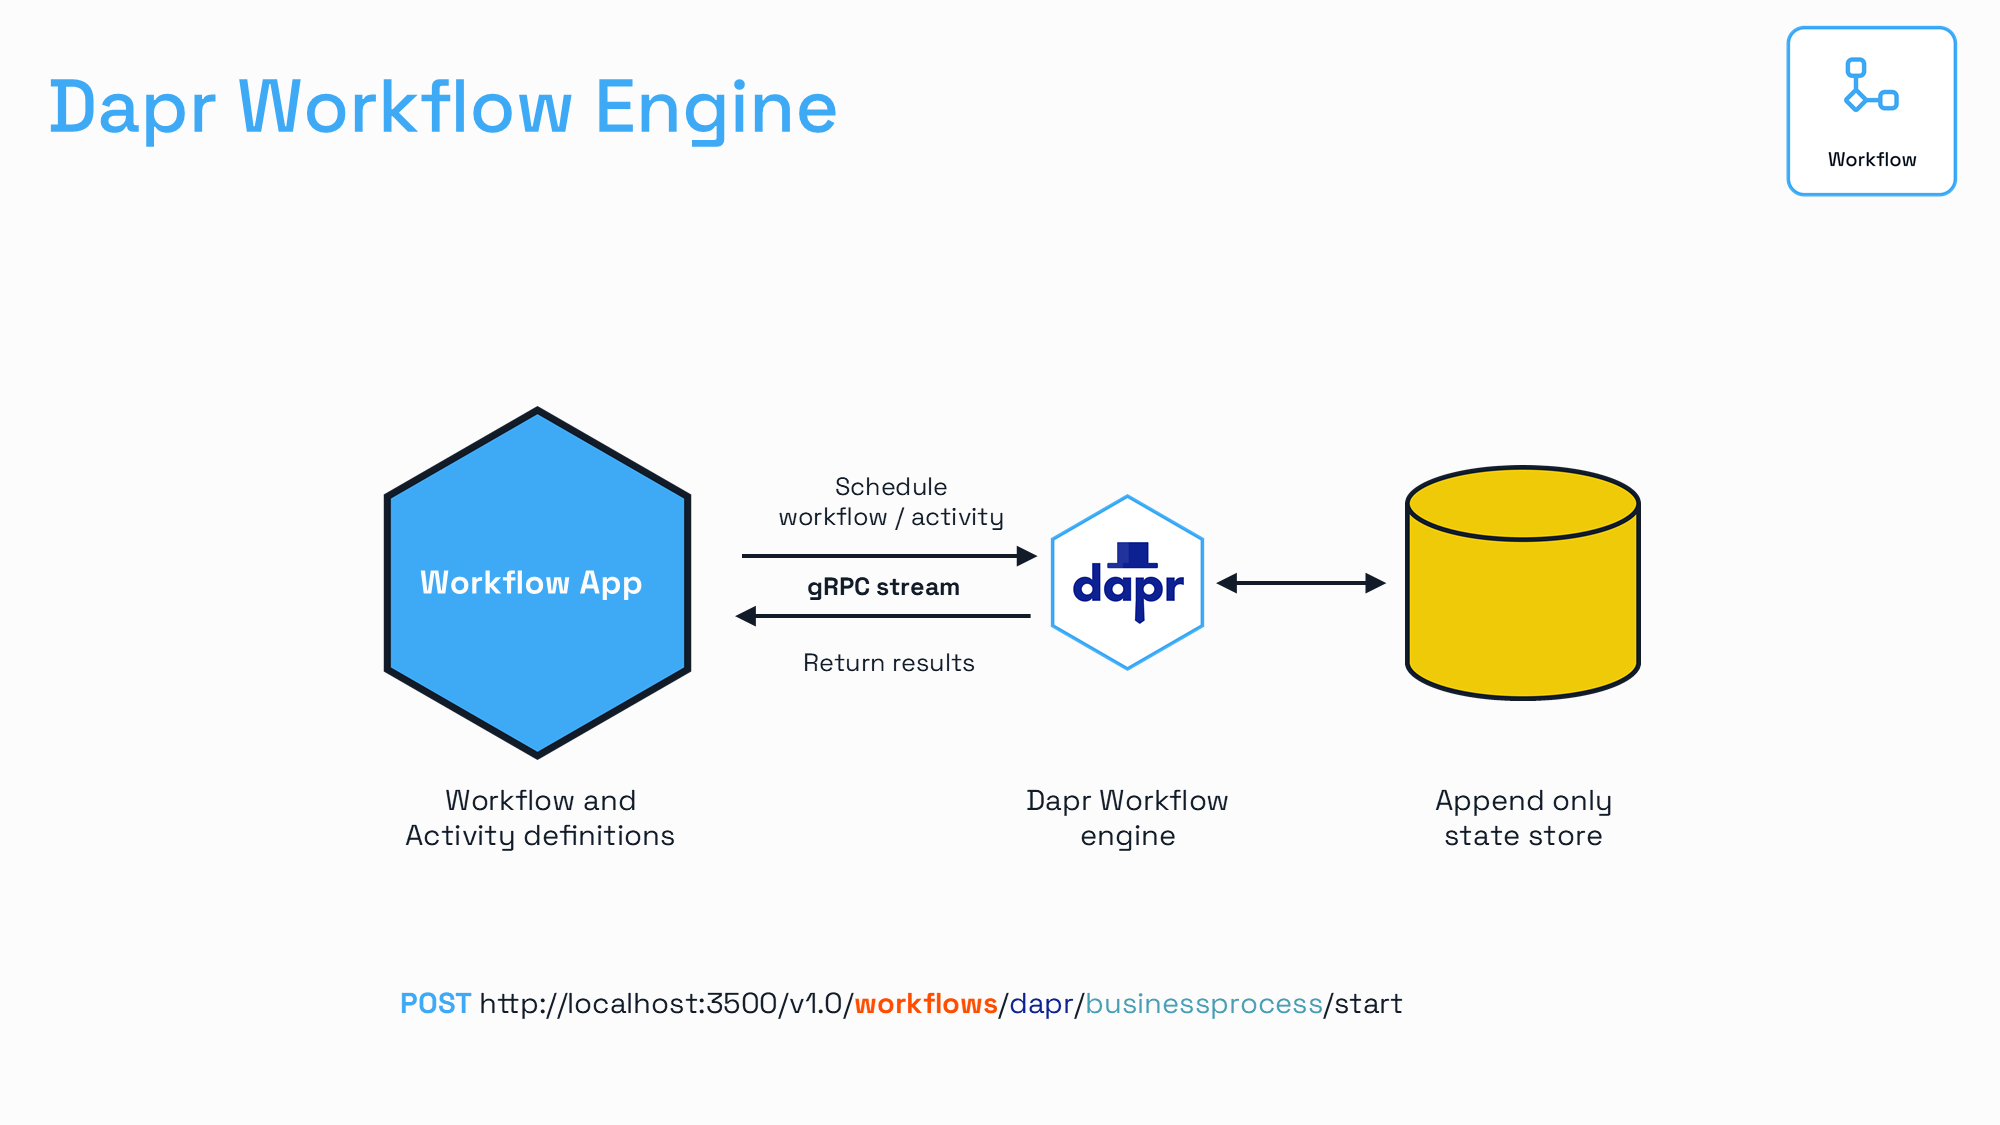 Dapr Workflow Engine
Workflow
Schedule
workflow / activity
Workflow App
gRPC stream
dapr
Return results
Workflow and
Activity definitions
Dapr Workflow
engine
Append only
state store
POST http://localhost:3500/v1.0/workflows/dapr/businessprocess/start